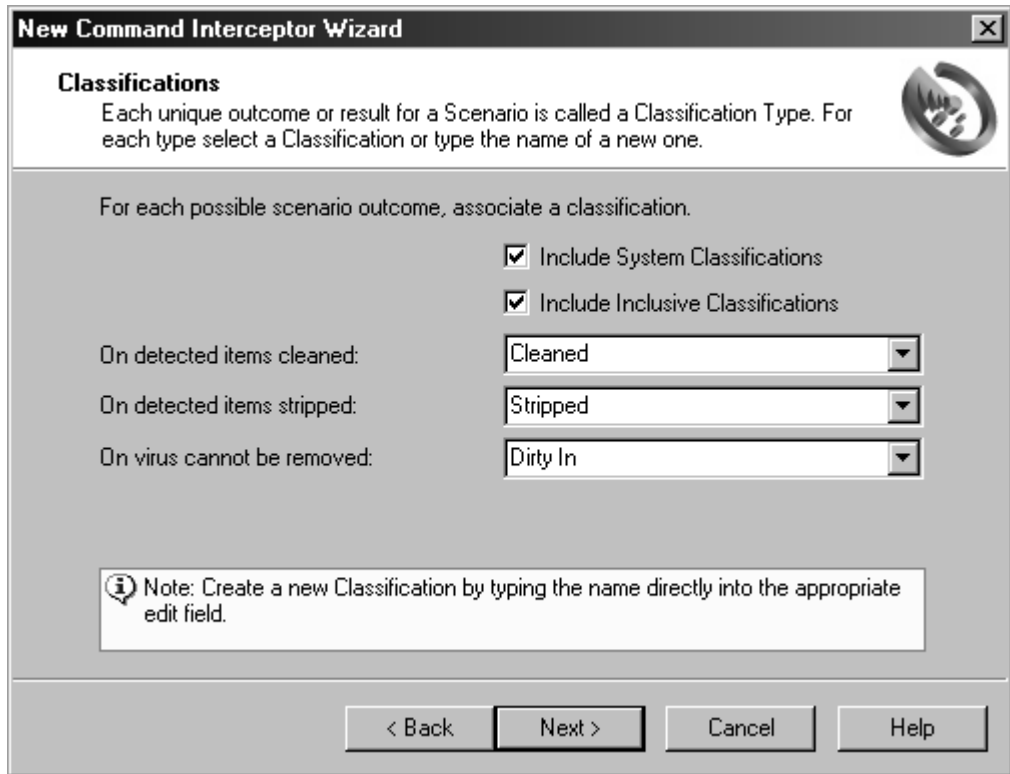 New Command Interceptor Wizard
Classifications
Each unique outcome or result for a Scenario is called a Classification Type. For
each type select a Classification or type the name of a new one.
For each possible scenario outcome, associate a classification.
Include System Classifications
Include Inclusive Classifications
On detected items cleaned:
Cleaned
On detected items stripped:
Stripped
On virus cannot be removed:
Dirty In
Note: Create a new Classification by typing the name directly into the appropriate
edit field.
< Back
Next >
Cancel
Help